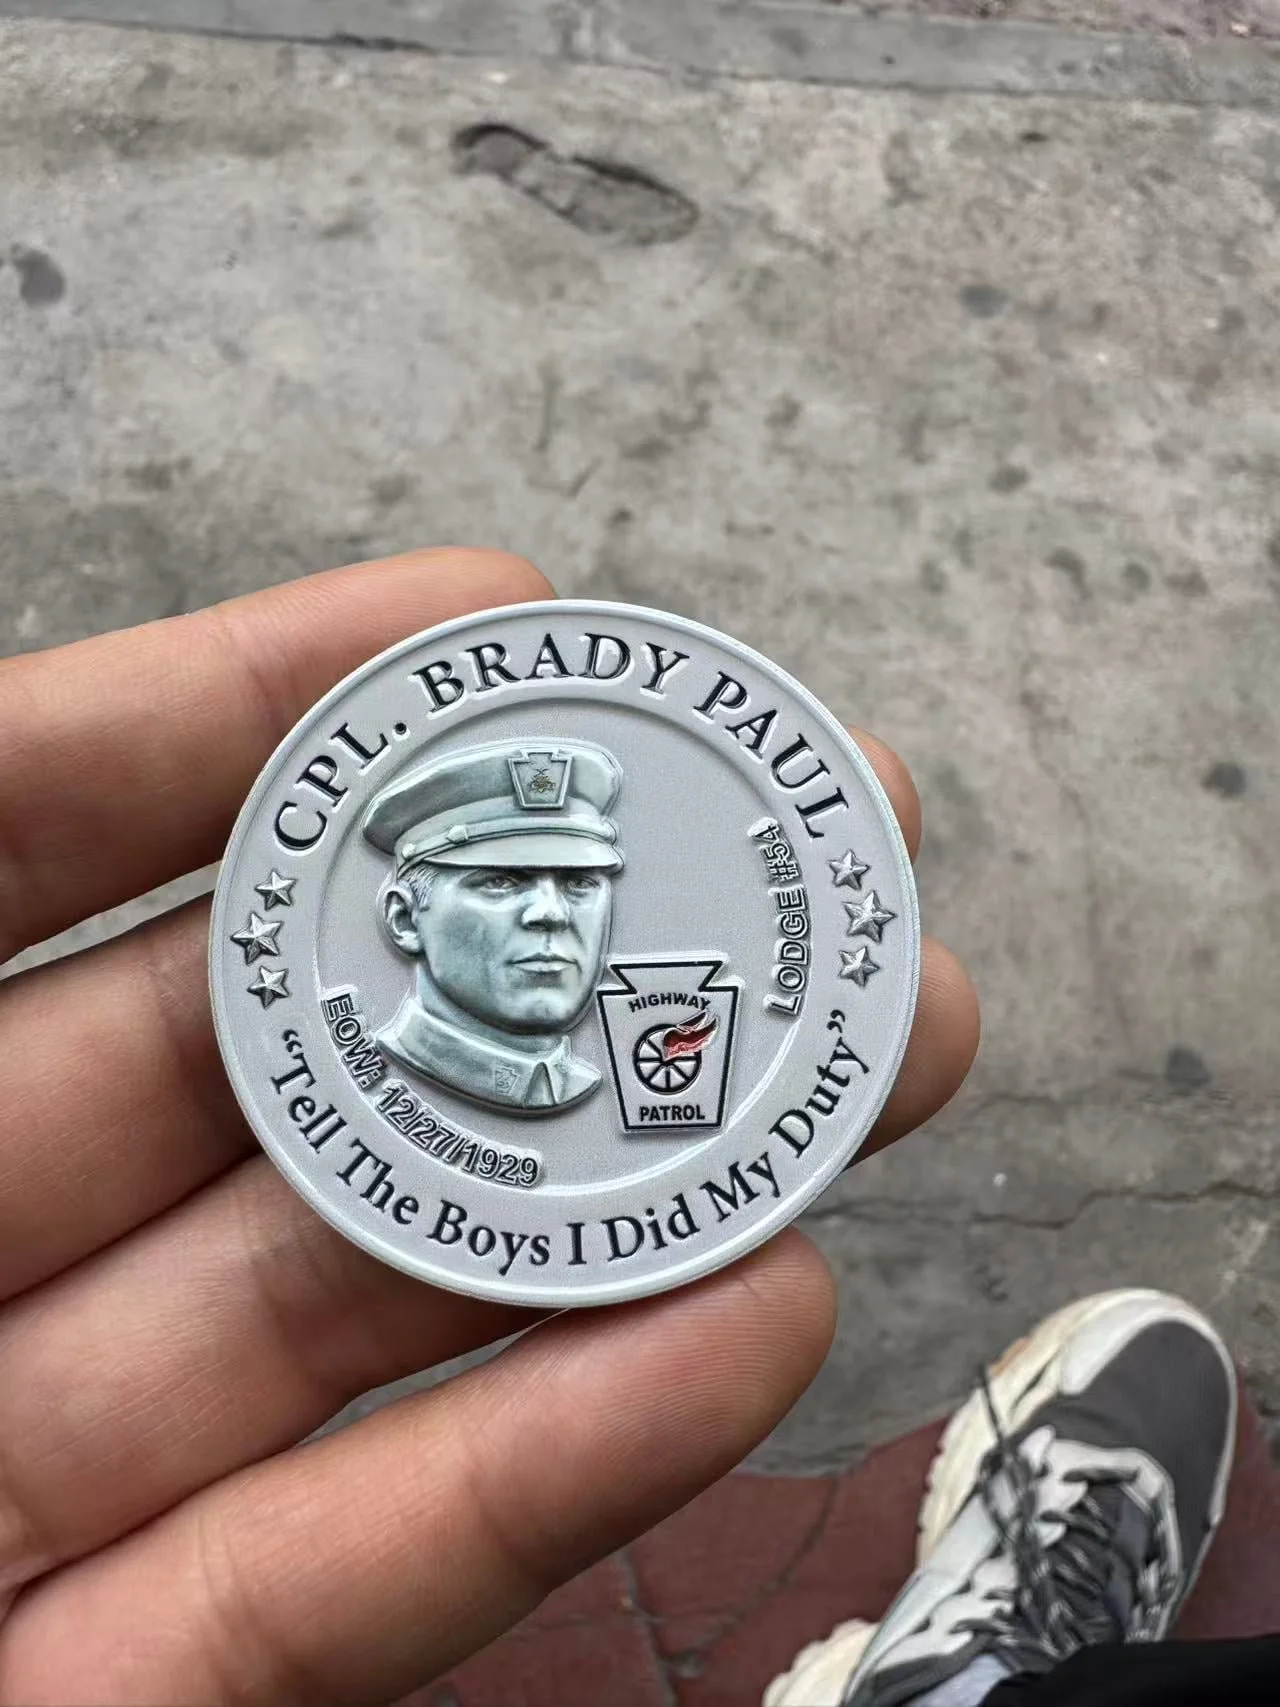 CPL. BRADY PAUL
LODGE #54
HIGHWAY
PATROL
EOW: 12/27/1929
“Tell The Boys I Did My Duty”